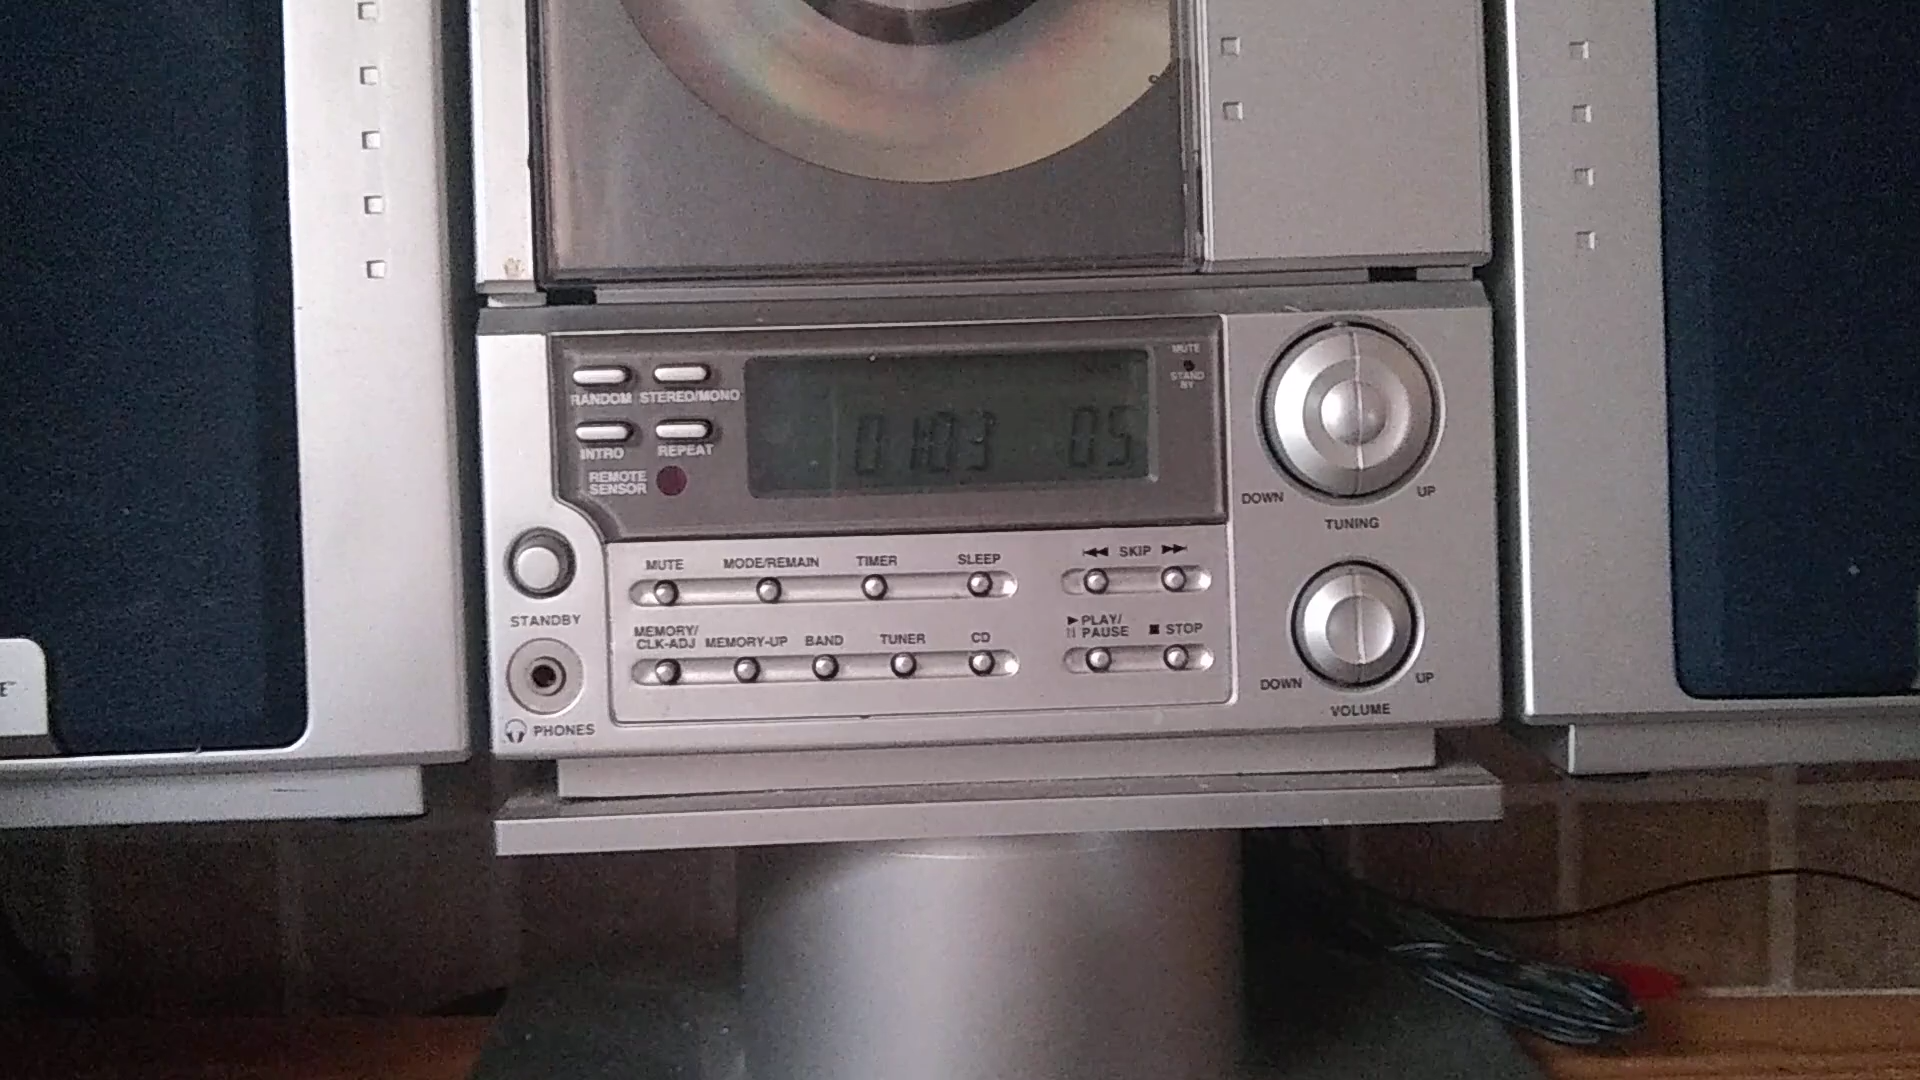 MUTE
STAND
BY
RANDOM STEREO/MONO
INTRO REPEAT
REMOTE
SENSOR
0103 05
DOWN UP
TUNING
MUTE MODE/REMAIN TIMER SLEEP
SKIP
STANDBY
MEMORY/
CLK-ADJ MEMORY-UP BAND TUNER CD
PLAY/
PAUSE STOP
DOWN UP
VOLUME
PHONES